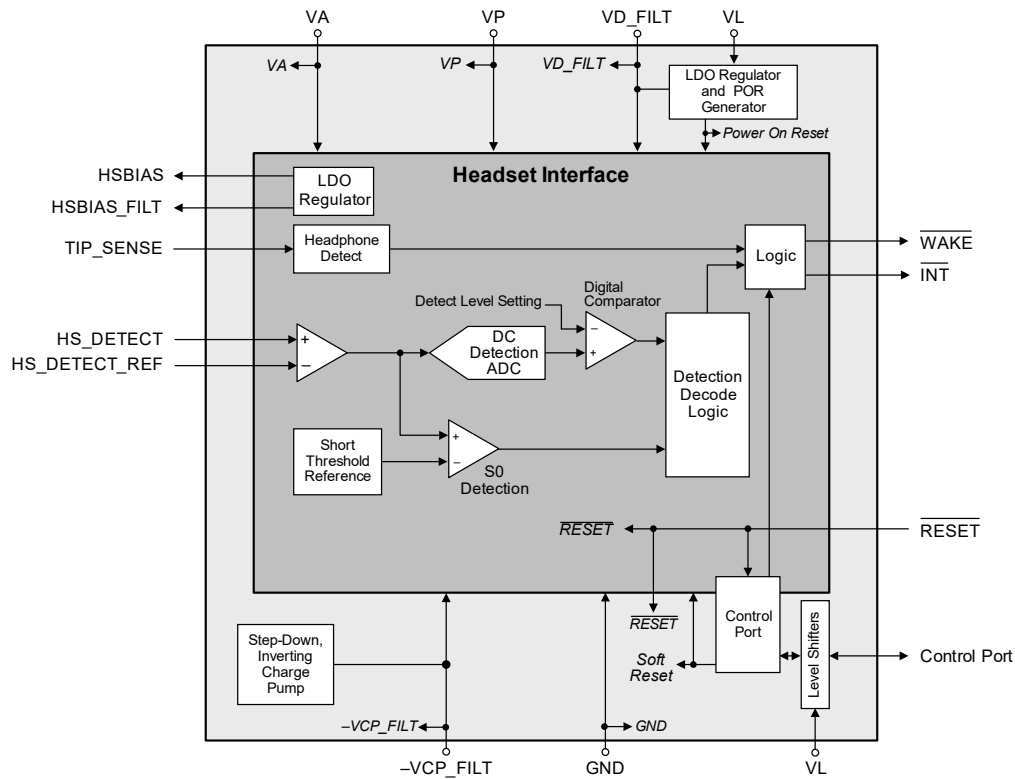 VA
VP
VD_FILT
VL
VA
VP
VD_FILT
LDO Regulator
and POR
Generator
Power On Reset
Headset Interface
HSBIAS
HSBIAS_FILT
LDO
Regulator
TIP_SENSE
Headphone
Detect
Logic
WAKE
INT
Detect Level Setting
Digital
Comparator
HS_DETECT
HS_DETECT_REF
+
–
DC
Detection
ADC
–
+
Detection
Decode
Logic
Short
Threshold
Reference
+
–
S0
Detection
RESET
RESET
RESET
Soft
Reset
Control
Port
Level Shifters
Control Port
Step-Down,
Inverting
Charge
Pump
–VCP_FILT
GND
–VCP_FILT
GND
VL